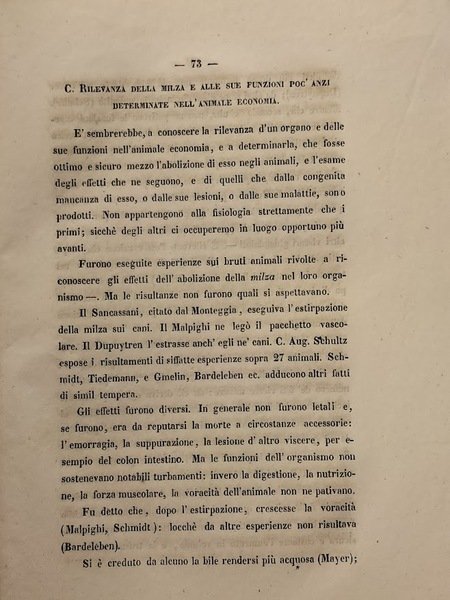 — 73 —
C. RILEVANZA DELLA MILZA E ALLE SUE FUNZIONI POC' ANZI
DETERMINATE NELL'ANIMALE ECONOMIA.
E' sembrerebbe, a conoscere la rilevanza d'un organo e delle
sue funzioni nell'animale economia, e a determinarla, che fosse
ottimo e sicuro mezzo l'abolizione di esso negli animali, e l'esame
degli effetti che ne seguono, e di quelli che dalla congenita
mancanza di esso, o dalle sue lesioni, o dalle sue malattie, sono
prodotti. Non appartengono alla fisiologia strettamente che i
primi; sicchè degli altri ci occuperemo in luogo opportuno più
avanti.
Furono eseguite esperienze sui bruti animali rivolte a ri-
conoscere gli effetti dell' abolizione della milza nel loro orga-
nismo —. Ma le risultanze non furono quali si aspettavano.
Il Sancassani, citato dal Monteggia, eseguiva l'estirpazione
della milza sui cani. Il Malpighi ne legò il pacchetto vasco-
lare. Il Dupuytren l'estrasse anch' egli ne' cani. C. Aug. Schultz
espose i risultamenti di siffatte esperienze sopra 27 animali. Sch-
midt, Tiedemann, e Gmelin, Bardeleben ec. adducono altri fatti
di simil tempera.
Gli effetti furono diversi. In generale non furono letali e,
se furono, era da reputarsi la morte a circostanze accessorie:
l'emorragia, la suppurazione, la lesione d'altro viscere, per e-
sempio del colon intestino. Ma le funzioni dell'organismo non
sostenevano notabili turbamenti: invero la digestione, la nutrizio-
ne, la forza muscolare, la voracità dell'animale non ne pativano.
Fu detto che, dopo l'estirpazione, crescesse la voracità
(Malpighi, Schmidt): locchè da altre esperienze non risultava
(Bardeleben).
Si è creduto da alcuno la bile rendersi più acquosa (Mayer);